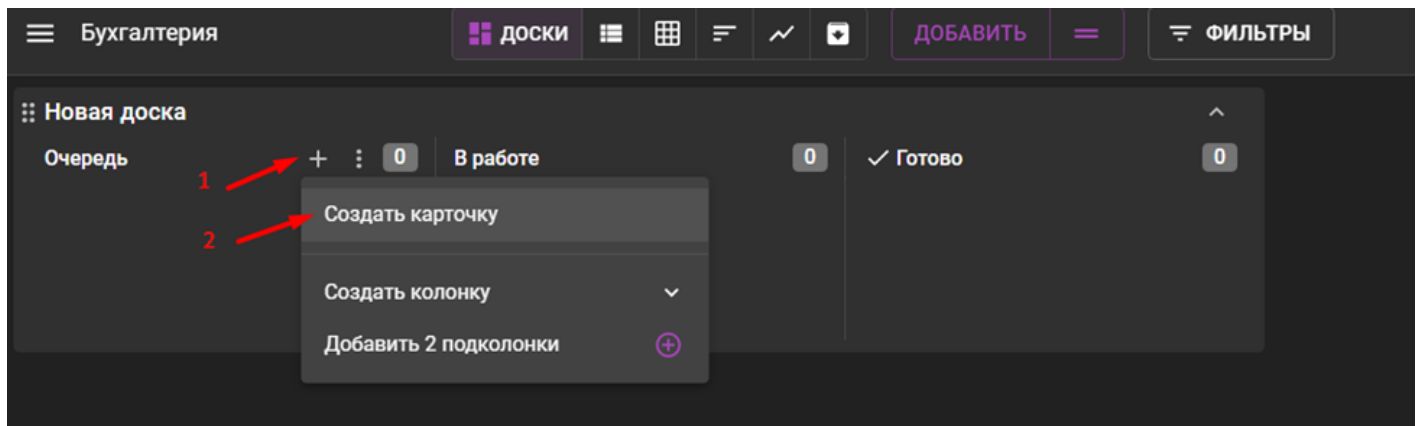 Бухгалтерия ДОСКИ ДОБАВИТЬ ФИЛЬТРЫ
Новая доска
Очередь 0 В работе 0 Готово 0
1
Создать карточку
2
Создать колонку
Добавить 2 подколонки